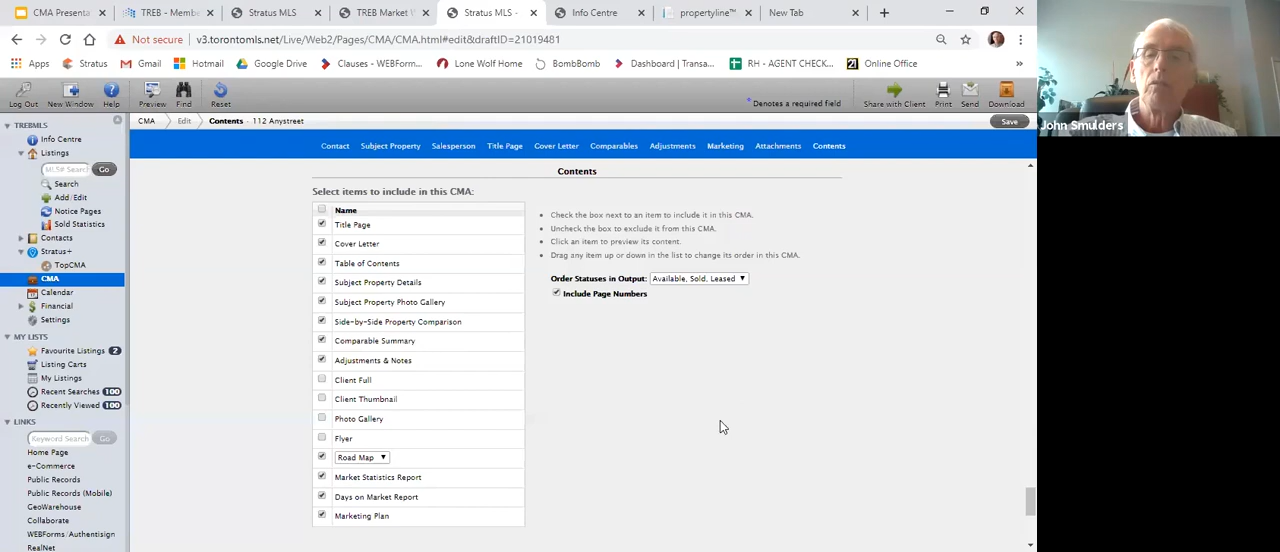 CMA Presenta
TREB - Membe
Stratus MLS
TREB Market W
Stratus MLS -
Info Centre
propertyline™
New Tab
Not secure
v3.torontomls.net/Live/Web2/Pages/CMA/CMA.html#edit&draftID=21019481
Apps
Stratus
Gmail
Hotmail
Google Drive
Clauses - WEBForm...
Lone Wolf Home
BombBomb
Dashboard | Transa...
RH - AGENT CHECK...
Online Office
Log Out
New Window
Help
Preview
Find
Reset
* Denotes a required field
Share with Client
Print
Send
Download
John Smulders
TREBMLS
CMA
Edit
Contents - 112 Anystreet
Save
Info Centre
Listings
MLS# Search
Go
Search
Add/Edit
Notice Pages
Sold Statistics
Contacts
Stratus+
TopCMA
CMA
Calendar
Financial
Settings
MY LISTS
Favourite Listings 2
Listing Carts
My Listings
Recent Searches 100
Recently Viewed 100
LINKS
Keyword Search
Go
Home Page
e-Commerce
Public Records
Public Records (Mobile)
GeoWarehouse
Collaborate
WEBForms/Authentisign
RealNet
Contact
Subject Property
Salesperson
Title Page
Cover Letter
Comparables
Adjustments
Marketing
Attachments
Contents
Contents
Select items to include in this CMA:
Name
Title Page
Cover Letter
Table of Contents
Subject Property Details
Subject Property Photo Gallery
Side-by-Side Property Comparison
Comparable Summary
Adjustments & Notes
Client Full
Client Thumbnail
Photo Gallery
Flyer
Road Map
Market Statistics Report
Days on Market Report
Marketing Plan
Check the box next to an item to include it in this CMA.
Uncheck the box to exclude it from this CMA.
Click an item to preview its content.
Drag any item up or down in the list to change its order in this CMA.
Order Statuses in Output: Available, Sold, Leased
Include Page Numbers